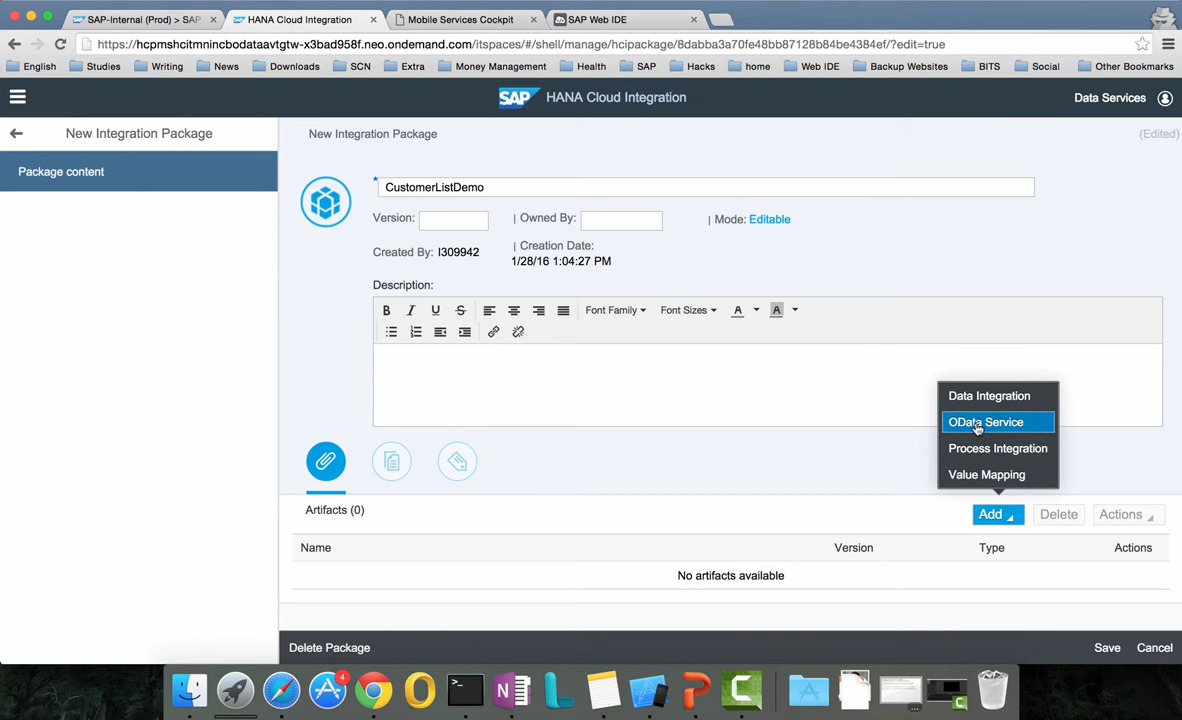 SAP-Internal (Prod) > SAP
HANA Cloud Integration
Mobile Services Cockpit
SAP Web IDE
https://hcpmshcitmnincbodataavtgtw-x3bad958f.neo.ondemand.com/itspaces/#/shell/manage/hcipackage/8dabba3a70fe48bb87128b84be4384ef/?edit=true
English
Studies
Writing
News
Downloads
SCN
Extra
Money Management
Health
SAP
Hacks
home
Web IDE
Backup Websites
BITS
Social
Other Bookmarks
SAP HANA Cloud Integration
Data Services
New Integration Package
New Integration Package
(Edited)
Package content
* CustomerListDemo
Version:
| Owned By:
| Mode: Editable
Created By: I309942
| Creation Date:
1/28/16 1:04:27 PM
Description:
B I U S
Font Family
Font Sizes
A
A
Data Integration
OData Service
Process Integration
Value Mapping
Artifacts (0)
Add
Delete
Actions
Name
Version
Type
Actions
No artifacts available
Delete Package
Save
Cancel
4